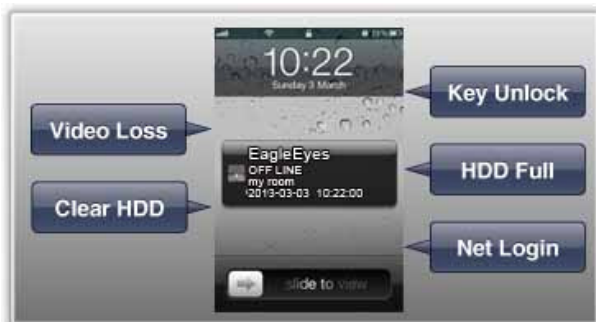 10:22
Sunday 3 March
Key Unlock
Video Loss
EagleEyes
OFF LINE
my room
2013-03-03 10:22:00
HDD Full
Clear HDD
Net Login
slide to view